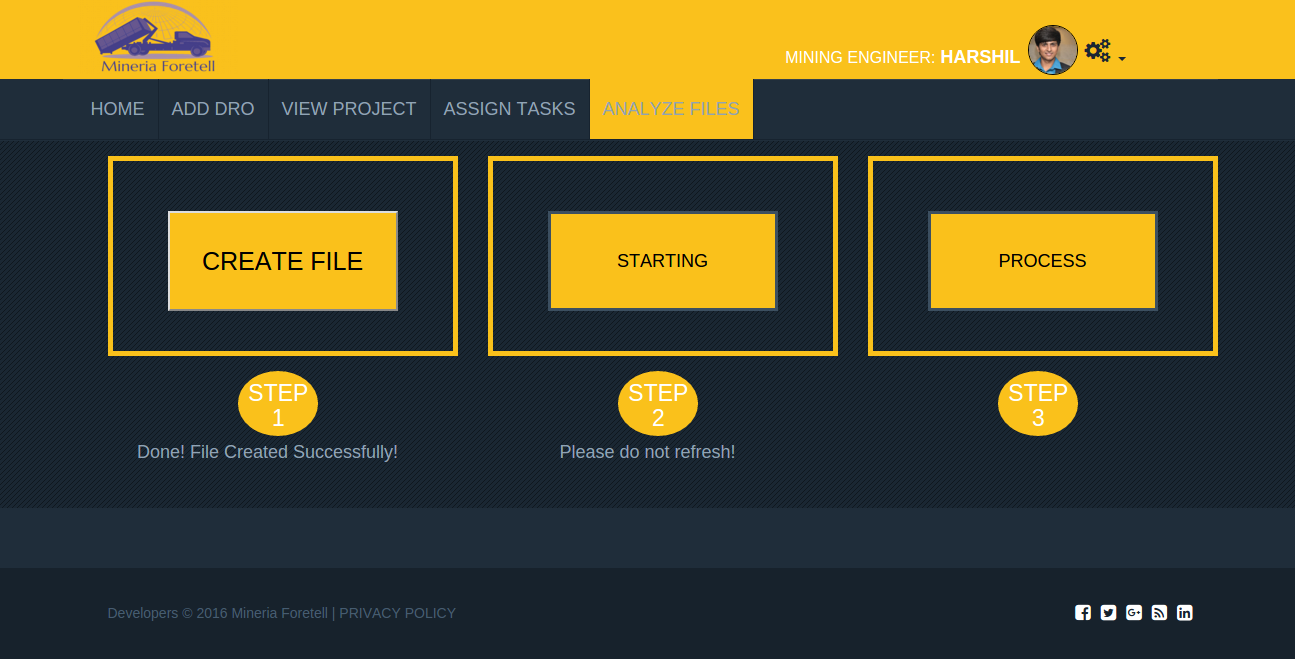 Mineria Foretell
MINING ENGINEER: HARSHIL
HOME ADD DRO VIEW PROJECT ASSIGN TASKS ANALYZE FILES
CREATE FILE
STARTING
PROCESS
STEP
1
STEP
2
STEP
3
Done! File Created Successfully!
Please do not refresh!
Developers © 2016 Mineria Foretell | PRIVACY POLICY